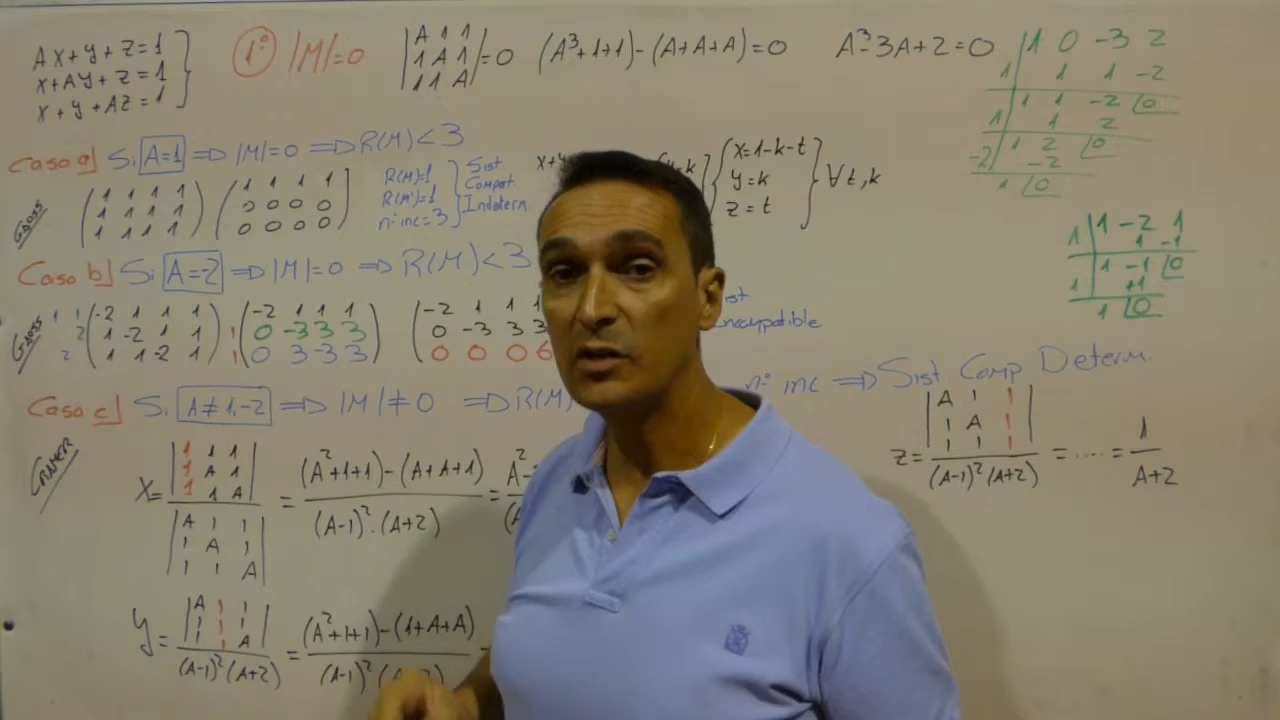 Ax+y+z=1
x+Ay+z=1
x+y+Az=1
1º |M|=0
A 1 1
1 A 1 =0
1 1 A
(A³+1+1)-(A+A+A)=0
A³-3A+2=0
1 0 -3 2
1 1 1 -2
1 1 -2 0
1 1 2
1 2 0
-2 -2
1 0
Caso a] Si A=1 ⇒ |M|=0 ⇒ R(M)<3
Gauss
1 1 1 1
1 1 1 1
1 1 1 1
1 1 1 1
0 0 0 0
0 0 0 0
R(M)=1
R(M')=1
nº inc=3
Sist
Compat.
Indeterm
x=1-k-t
y=k
z=t
∀t,k
1 -2 1
1 1 -1
1 -1 0
1 +1
1 0
Caso b] Si A=-2 ⇒ |M|=0 ⇒ R(M)<3
Gauss
-2 1 1 1
1 -2 1 1
1 1 -2 1
-2 1 1 1
0 -3 3 3
0 3 -3 3
-2 1 1 1
0 -3 3 3
0 0 0 6
Caso c] Si A≠1,-2 ⇒ |M|≠0 ⇒ R(M)
nº inc ⇒ Sist. Comp Determ.
CRAMER
1 1 1
1 A 1
1 1 A
x=
A 1 1
1 A 1
1 1 A
= (A²+1+1)-(A+A+1)
(A-1)².(A+2)
= A²
z=
A 1 1
1 A 1
1 1 1
(A-1)²(A+2)
=....= 1
A+2
y=
A 1 1
1 1 1
1 1 A
(A-1)²(A+2)
= (A²+1+1)-(1+A+A)
(A-1)²